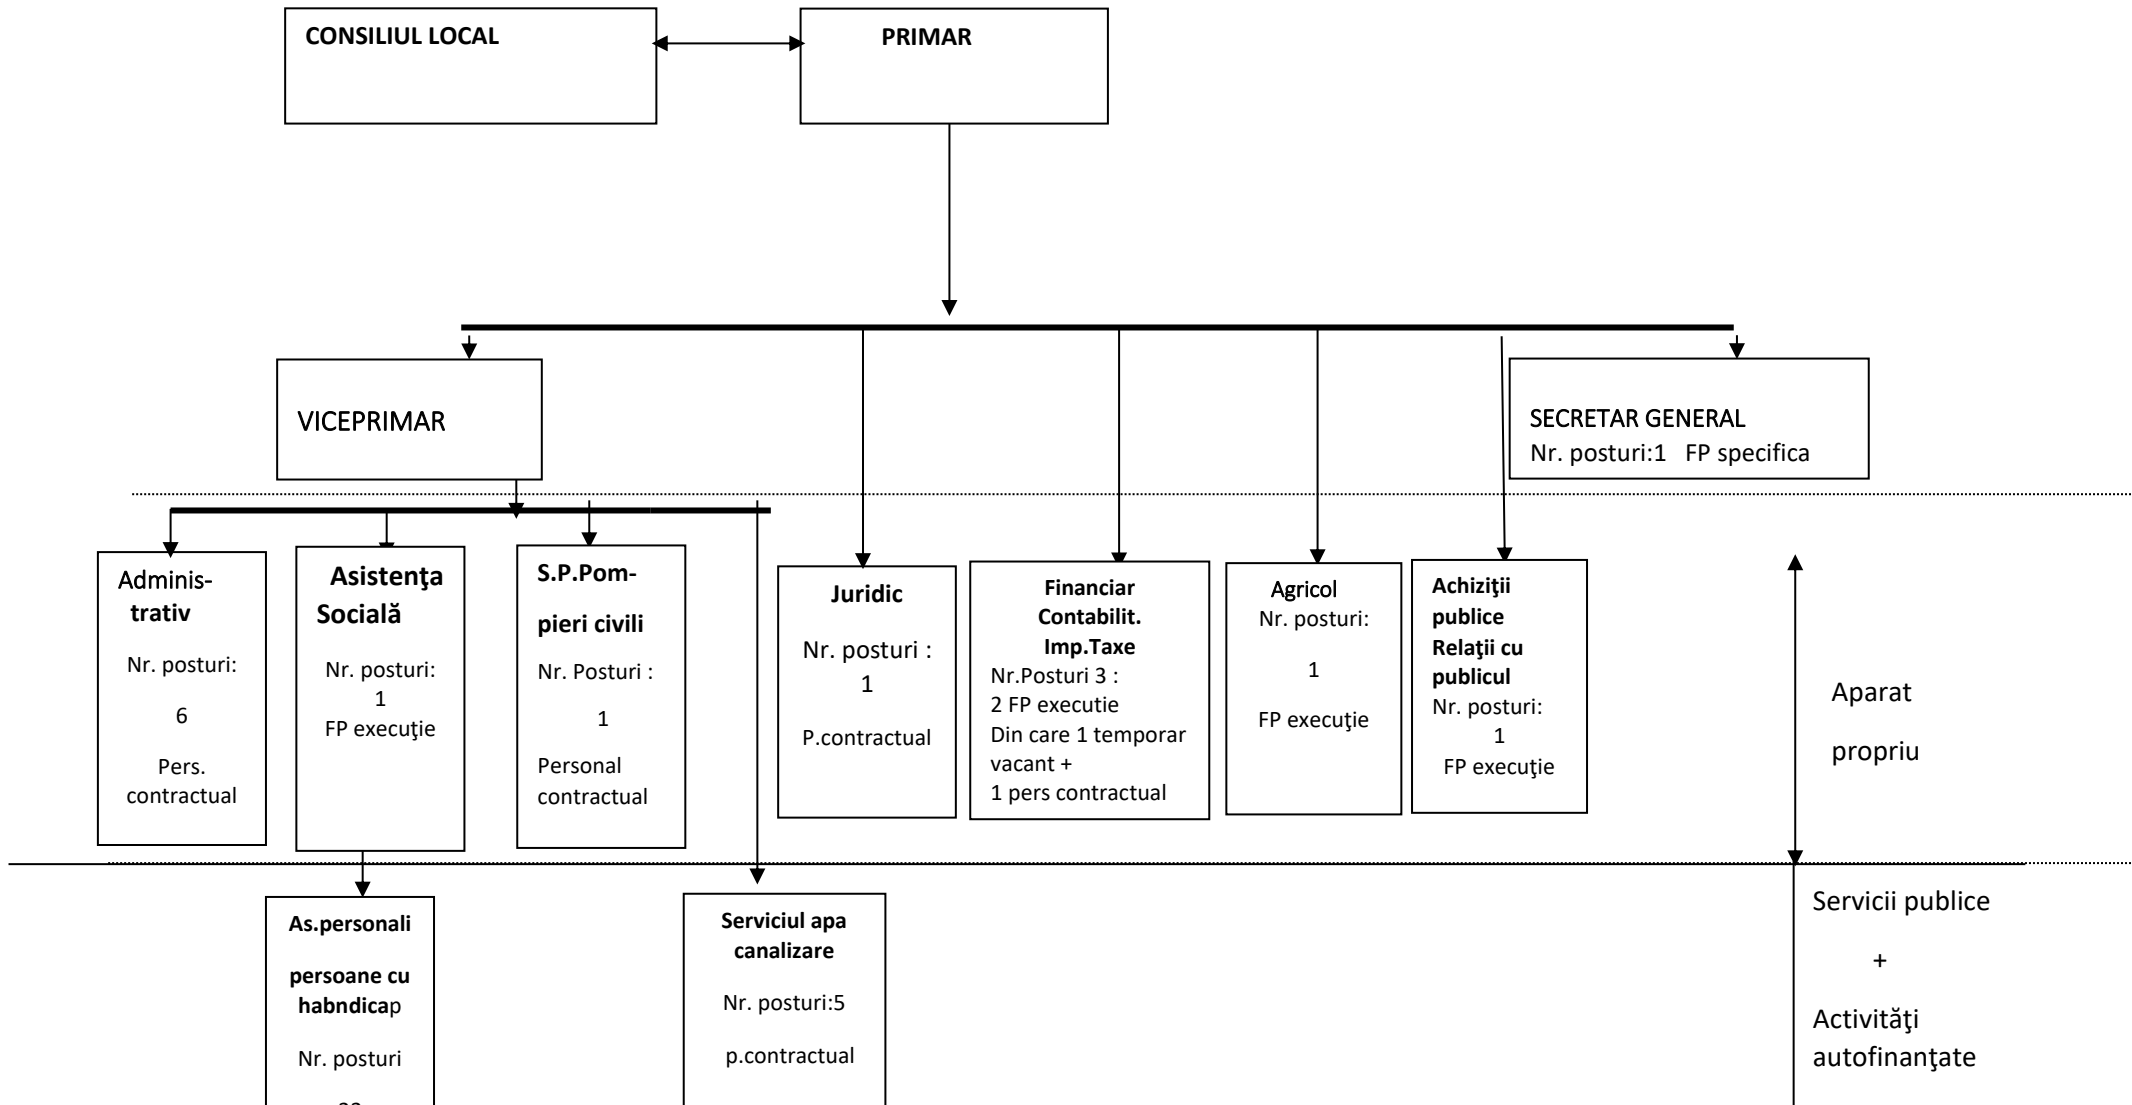 CONSILIUL LOCAL
PRIMAR
VICEPRIMAR
SECRETAR GENERAL
Nr. posturi:1   FP specifica
Adminis-
trativ
Nr. posturi:
6
Pers.
contractual
Asistenţa
Socială
Nr. posturi:
1
FP execuţie
S.P.Pom-
pieri civili
Nr. Posturi :
1
Personal
contractual
Juridic
Nr. posturi :
1
P.contractual
Financiar
Contabilit.
Imp.Taxe
Nr.Posturi 3 :
2 FP executie
Din care 1 temporar
vacant +
1 pers contractual
Agricol
Nr. posturi:
1
FP execuţie
Achiziţii
publice
Relaţii cu
publicul
Nr. posturi:
1
FP execuţie
Aparat
propriu
As.personali
persoane cu
habndicap
Nr. posturi
Serviciul apa
canalizare
Nr. posturi:5
p.contractual
Servicii publice
+
Activităţi
autofinanţate